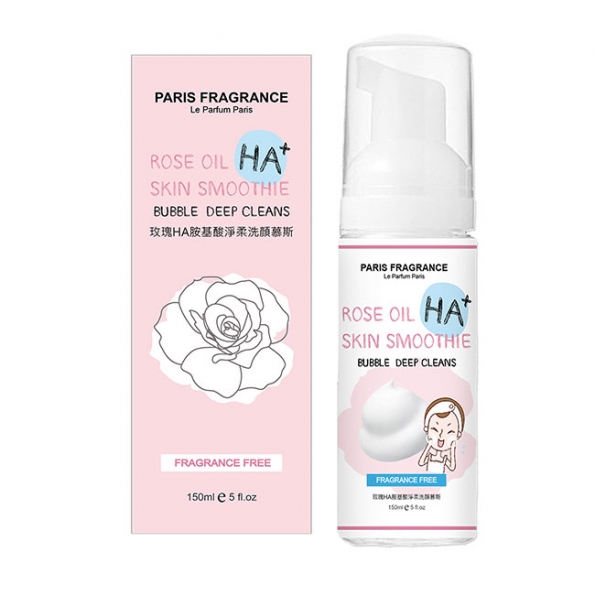 PARIS FRAGRANCE
Le Parfum Paris
ROSE OIL HA+
SKIN SMOOTHIE
BUBBLE DEEP CLEANS
玫瑰HA胺基酸淨柔洗顏慕斯
FRAGRANCE FREE
150ml ℮ 5 fl.oz
PARIS FRAGRANCE
Le Parfum Paris
ROSE OIL HA+
SKIN SMOOTHIE
BUBBLE DEEP CLEANS
FRAGRANCE FREE
玫瑰HA胺基酸淨柔洗顏慕斯
150ml ℮ 5 fl.oz